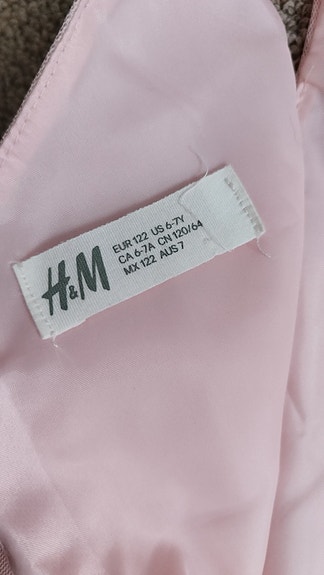 H&M
EUR 122 US 6-7Y
CA 6-7A CN 120/64
MX 122 AUS 7